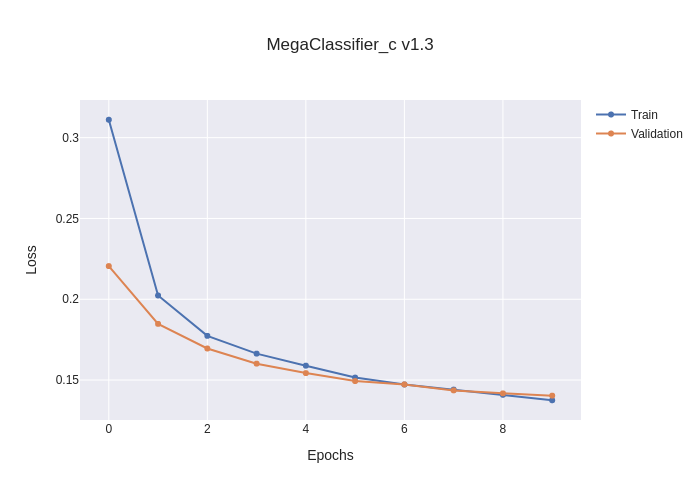 MegaClassifier_c v1.3
Train
Validation
0.3
0.25
0.2
0.15
Loss
0
2
4
6
8
Epochs